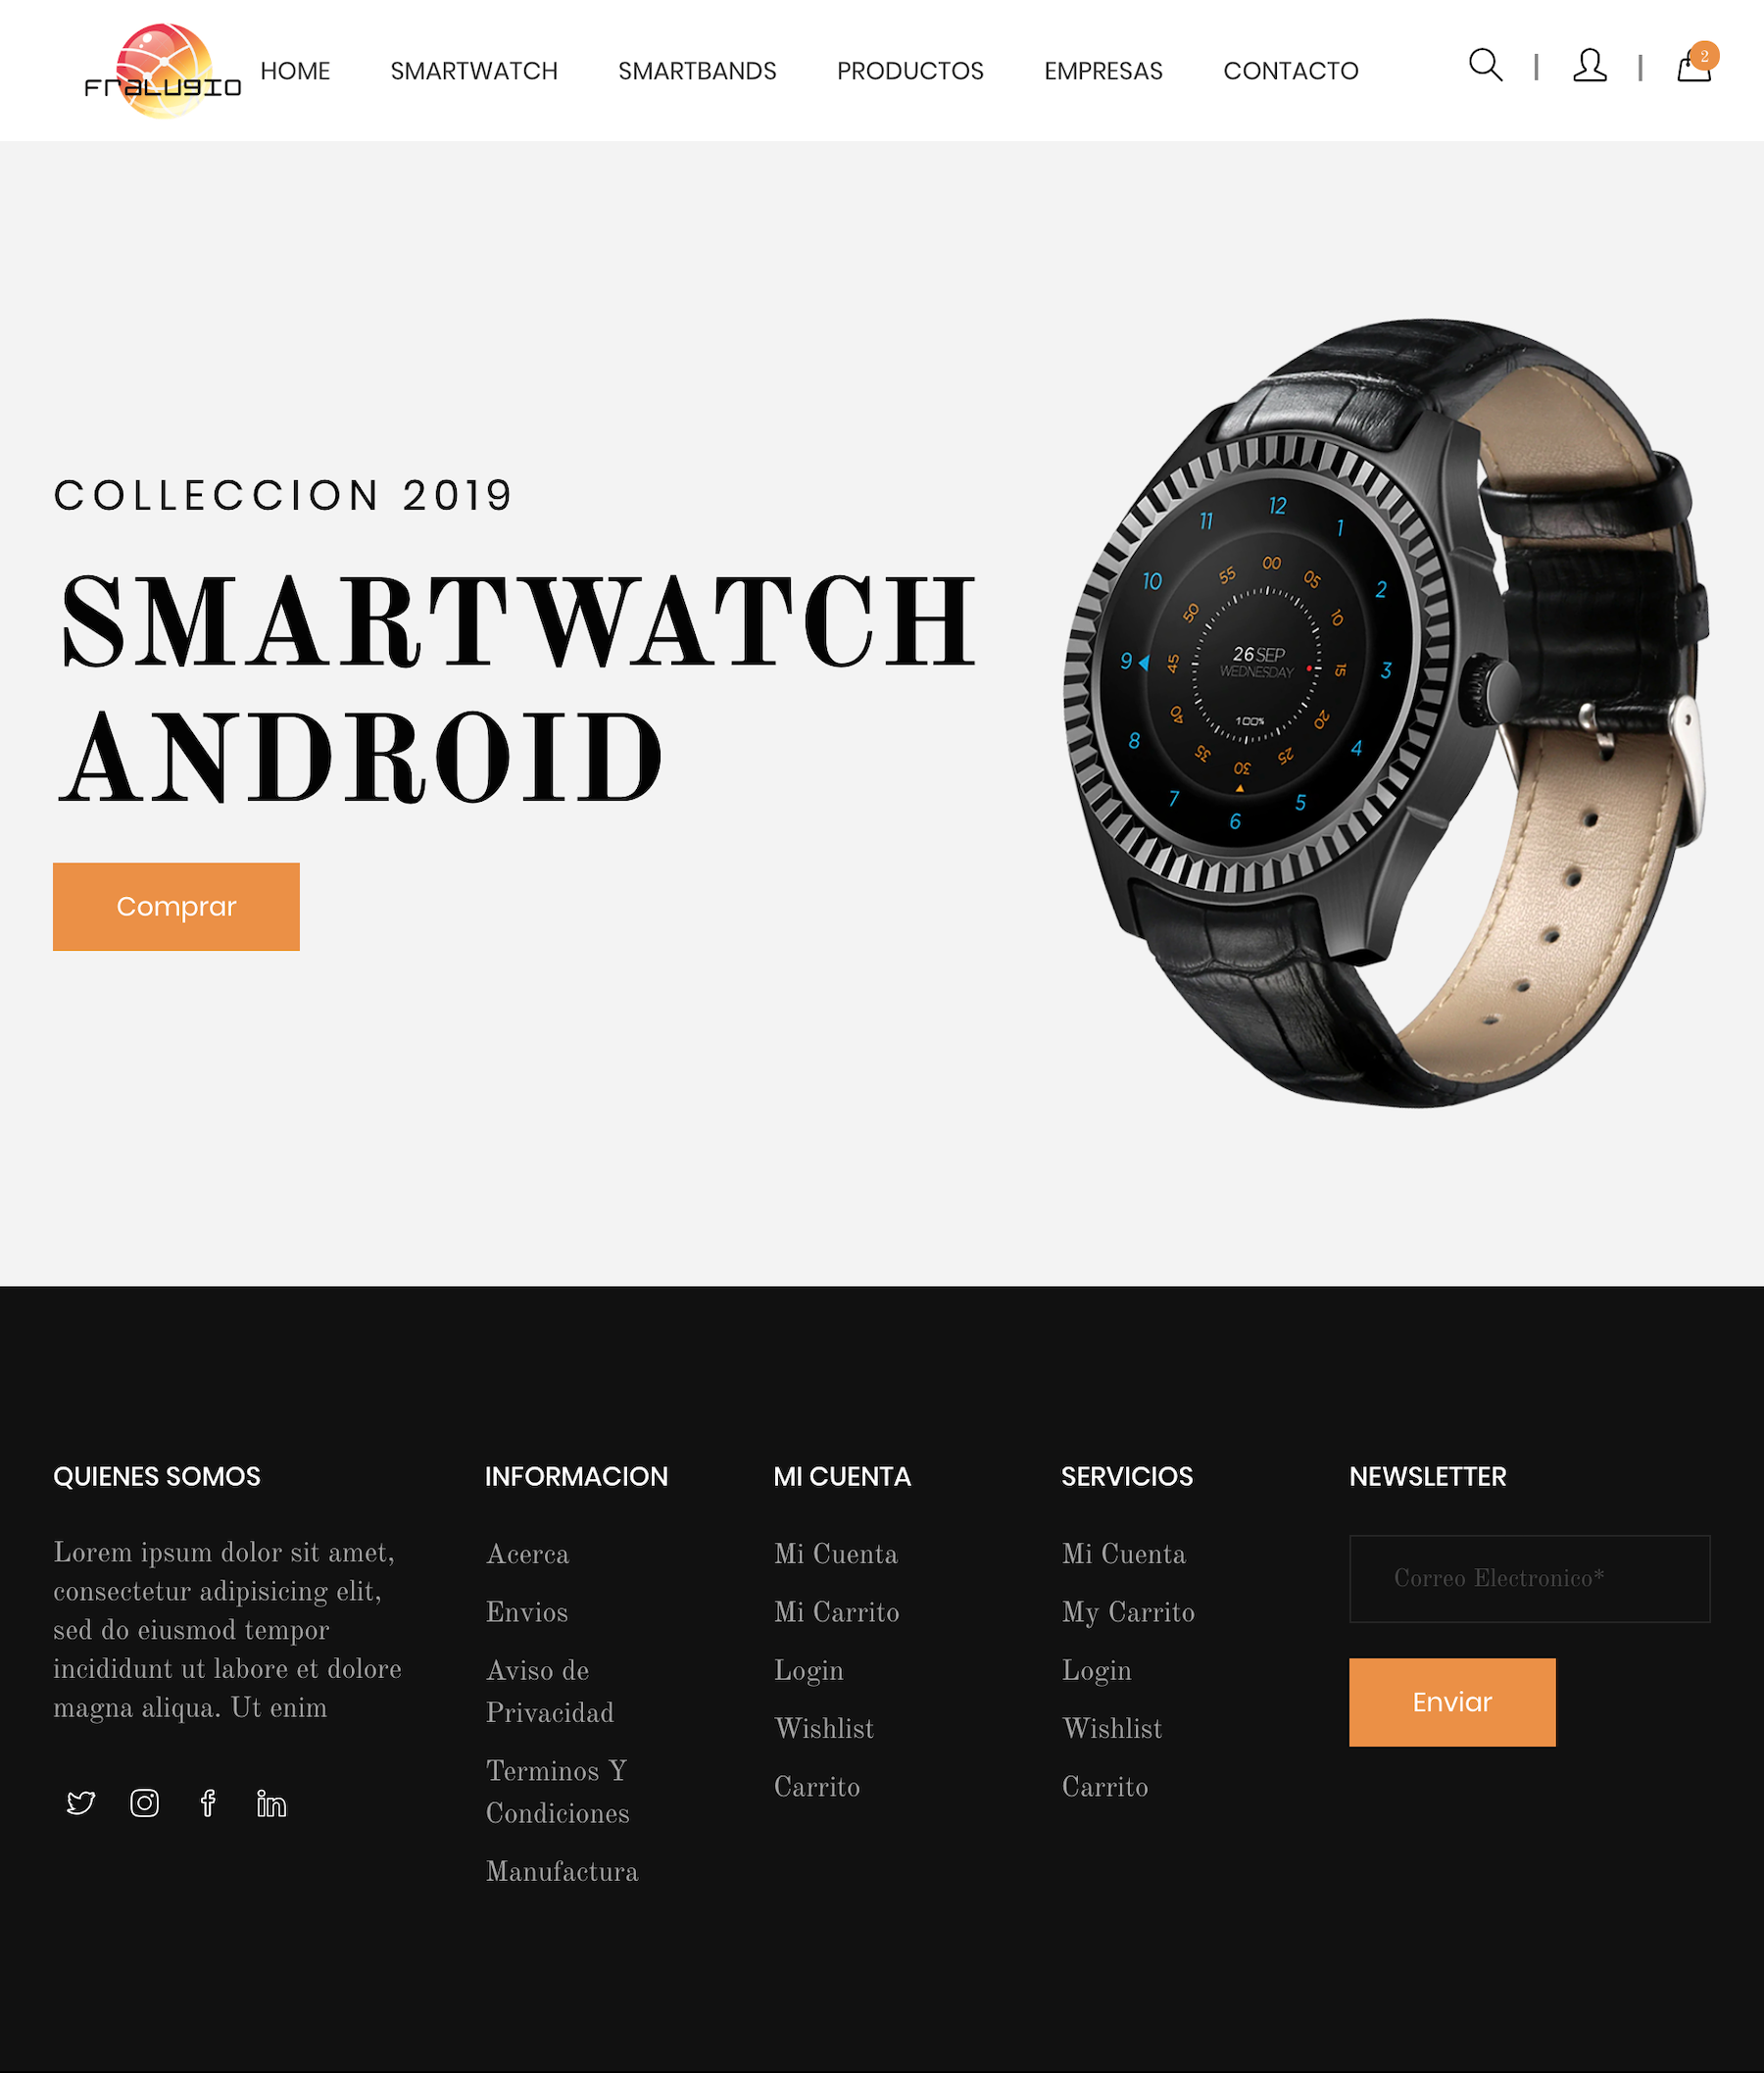 FraLugIO
HOME SMARTWATCH SMARTBANDS PRODUCTOS EMPRESAS CONTACTO
2
COLLECCION 2019
SMARTWATCH
ANDROID
Comprar
12
1
2
3
4
5
6
7
8
9
10
11
00
05
10
15
20
25
30
35
40
45
50
55
26 SEP
WEDNESDAY
100%
QUIENES SOMOS
Lorem ipsum dolor sit amet,
consectetur adipisicing elit,
sed do eiusmod tempor
incididunt ut labore et dolore
magna aliqua. Ut enim
INFORMACION
Acerca
Envios
Aviso de
Privacidad
Terminos Y
Condiciones
Manufactura
MI CUENTA
Mi Cuenta
Mi Carrito
Login
Wishlist
Carrito
SERVICIOS
Mi Cuenta
My Carrito
Login
Wishlist
Carrito
NEWSLETTER
Correo Electronico*
Enviar